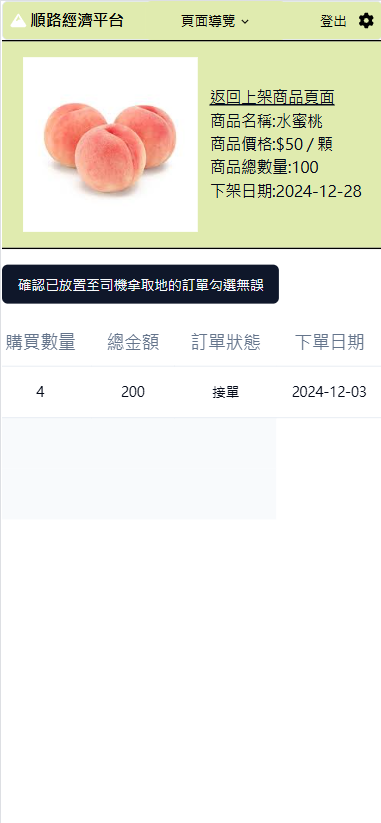 順路經濟平台 頁面導覽 登出
返回上架商品頁面
商品名稱:水蜜桃
商品價格:$50 / 顆
商品總數量:100
下架日期:2024-12-28
確認已放置至司機拿取地的訂單勾選無誤
購買數量 總金額 訂單狀態 下單日期
4 200 接單 2024-12-03